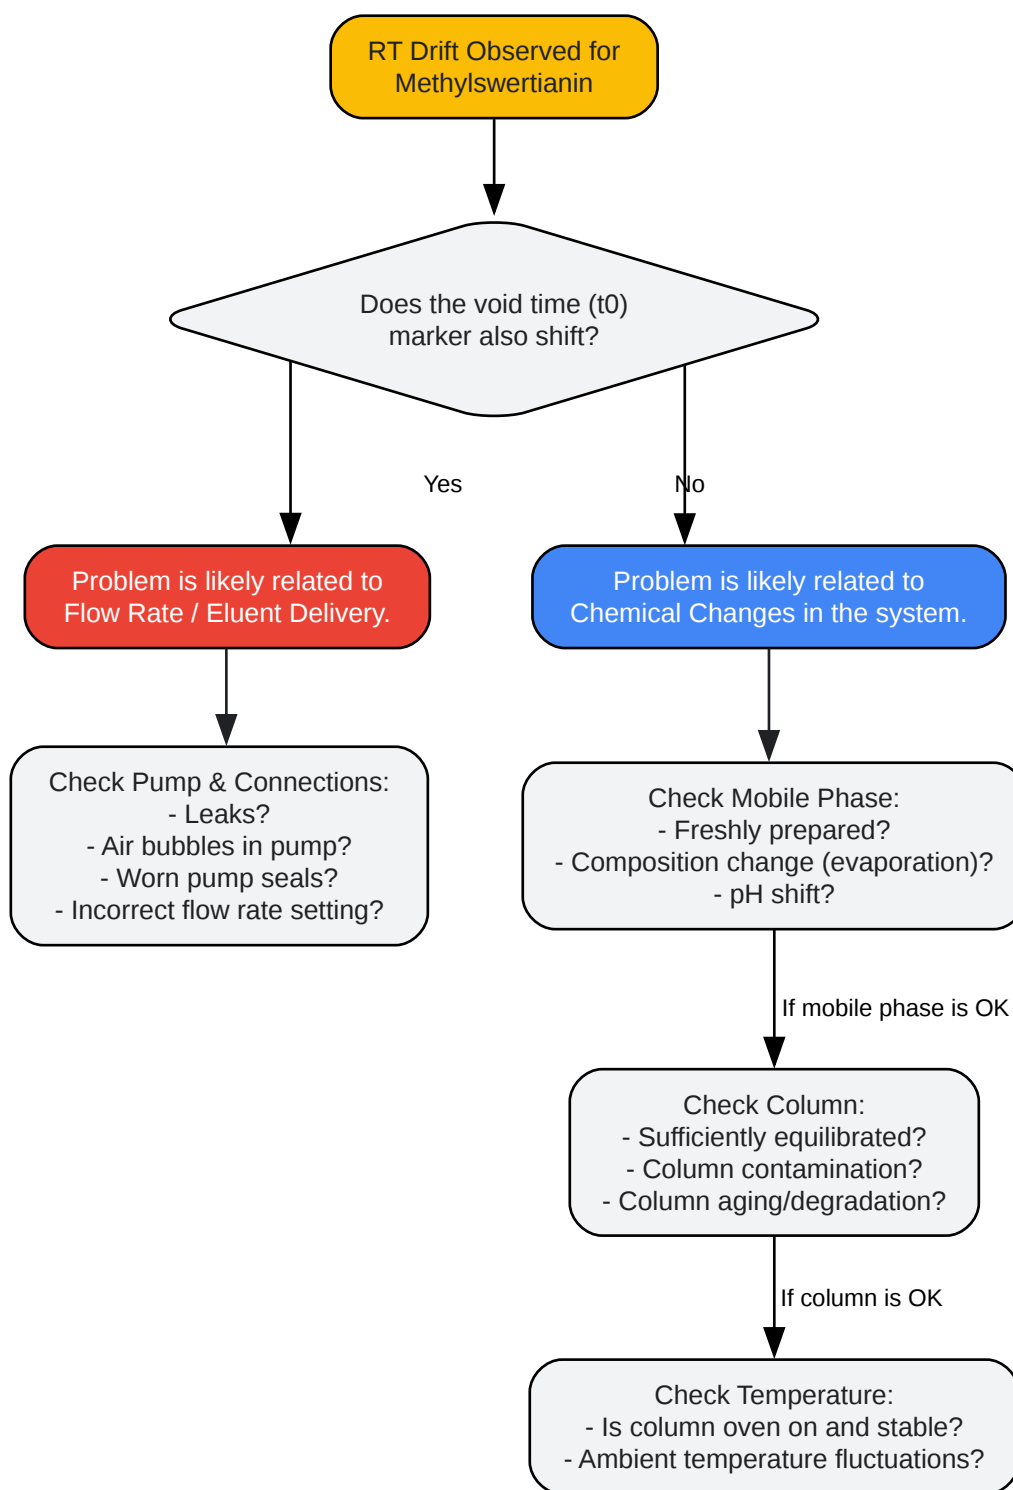 RT Drift Observed for
Methylswertianin
Does the void time (t0)
marker also shift?
Yes
No
Problem is likely related to
Flow Rate / Eluent Delivery.
Problem is likely related to
Chemical Changes in the system.
Check Pump & Connections:
- Leaks?
- Air bubbles in pump?
- Worn pump seals?
- Incorrect flow rate setting?
Check Mobile Phase:
- Freshly prepared?
- Composition change (evaporation)?
- pH shift?
If mobile phase is OK
Check Column:
- Sufficiently equilibrated?
- Column contamination?
- Column aging/degradation?
If column is OK
Check Temperature:
- Is column oven on and stable?
- Ambient temperature fluctuations?